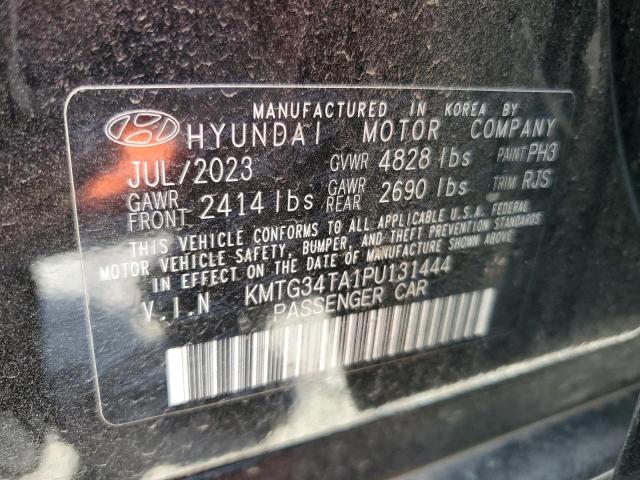 MANUFACTURED IN KOREA BY
HYUNDAI MOTOR COMPANY
JUL/2023 GVWR 4828 lbs PAINT PH3
GAWR FRONT 2414 lbs GAWR REAR 2690 lbs TRIM RJS
THIS VEHICLE CONFORMS TO ALL APPLICABLE U.S.A. FEDERAL
MOTOR VEHICLE SAFETY, BUMPER, AND THEFT PREVENTION STANDARDS
IN EFFECT ON THE DATE OF MANUFACTURE SHOWN ABOVE.
V.I.N KMTG34TA1PU131444
PASSENGER CAR